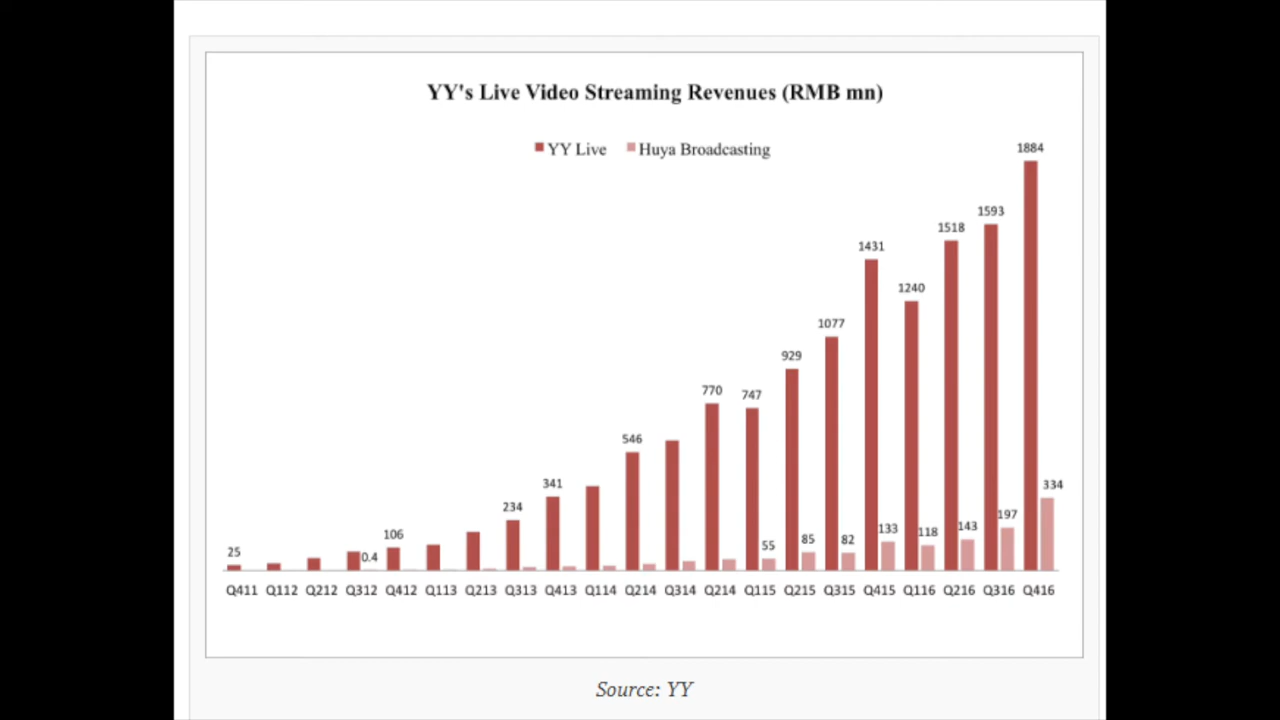 YY's Live Video Streaming Revenues (RMB mn)
YY Live Huya Broadcasting
1884
1593
1518
1431
1240
1077
929
770 747
546
341 334
234
106
25 0.4 55 85 82 133 118 143 197
Q411 Q112 Q212 Q312 Q412 Q113 Q213 Q313 Q413 Q114 Q214 Q314 Q214 Q115 Q215 Q315 Q415 Q116 Q216 Q316 Q416
Source: YY